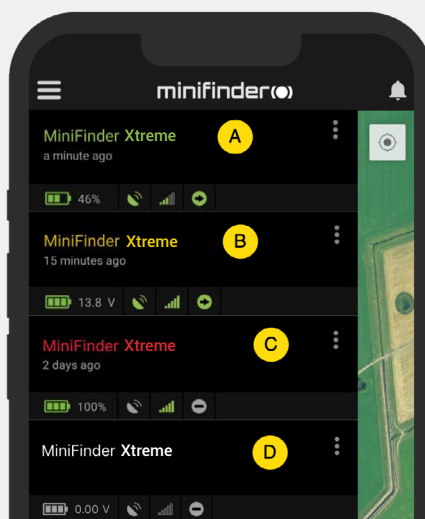 minifinder
MiniFinder Xtreme
A
a minute ago
46%
MiniFinder Xtreme
B
15 minutes ago
13.8 V
MiniFinder Xtreme
C
2 days ago
100%
MiniFinder Xtreme
D
0.00 V